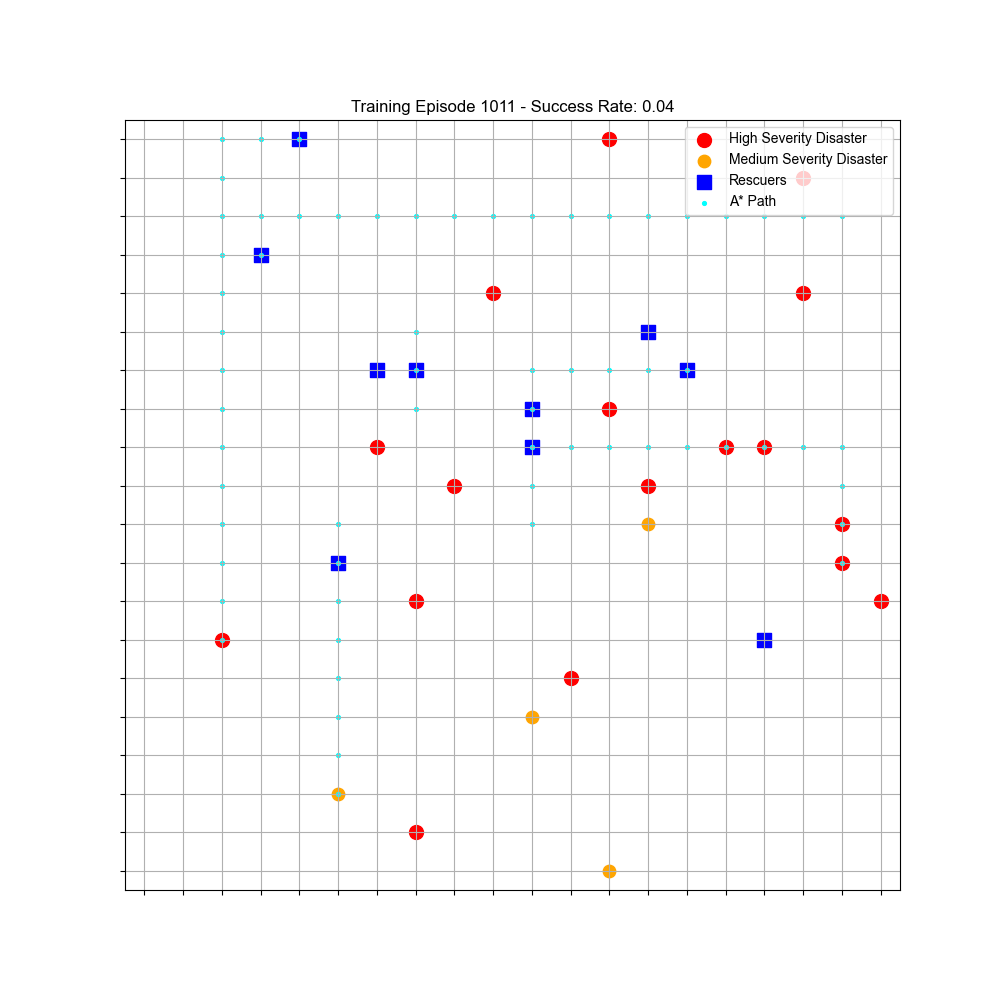 Training Episode 1011 - Success Rate: 0.04
High Severity Disaster
Medium Severity Disaster
Rescuers
A* Path